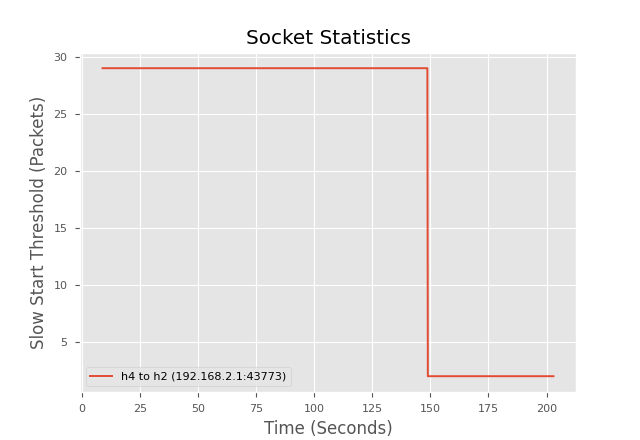 Socket Statistics
Slow Start Threshold (Packets)
30
25
20
15
10
5
h4 to h2 (192.168.2.1:43773)
0 25 50 75 100 125 150 175 200
Time (Seconds)